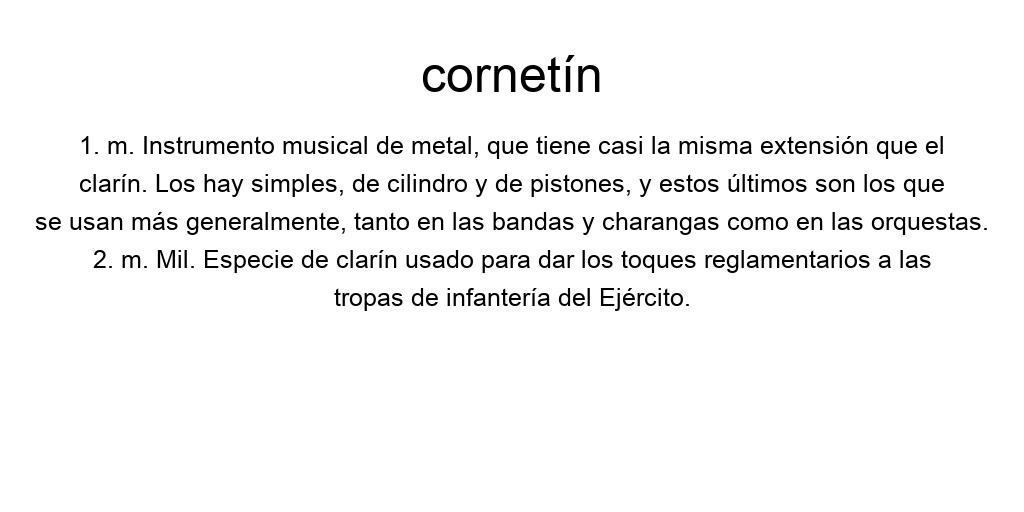 cornetín
1. m. Instrumento musical de metal, que tiene casi la misma extensión que el
clarín. Los hay simples, de cilindro y de pistones, y estos últimos son los que
se usan más generalmente, tanto en las bandas y charangas como en las orquestas.
2. m. Mil. Especie de clarín usado para dar los toques reglamentarios a las
tropas de infantería del Ejército.